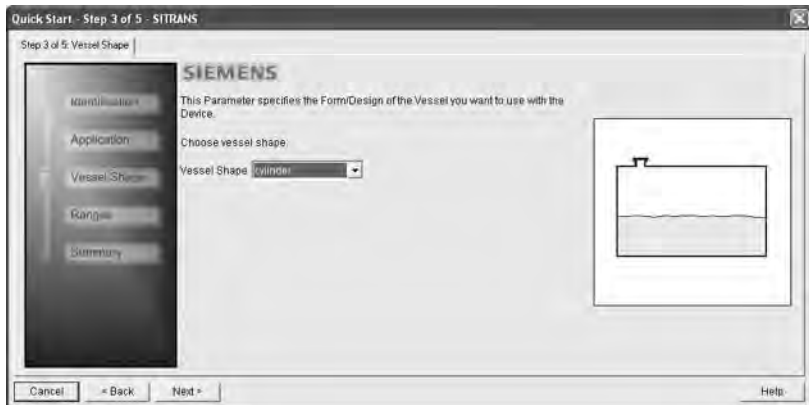 Quick Start - Step 3 of 5 - SITRANS
Step 3 of 5: Vessel Shape
SIEMENS
Identification
This Parameter specifies the Form/Design of the Vessel you want to use with the
Device.
Application
Choose vessel shape
Vessel Shape
Vessel Shape cylinder
Ranges
Summary
Cancel
< Back
Next >
Help